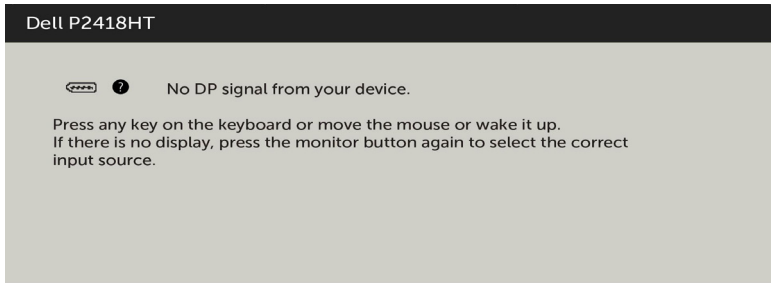 Dell P2418HT
No DP signal from your device.
Press any key on the keyboard or move the mouse or wake it up.
If there is no display, press the monitor button again to select the correct
input source.